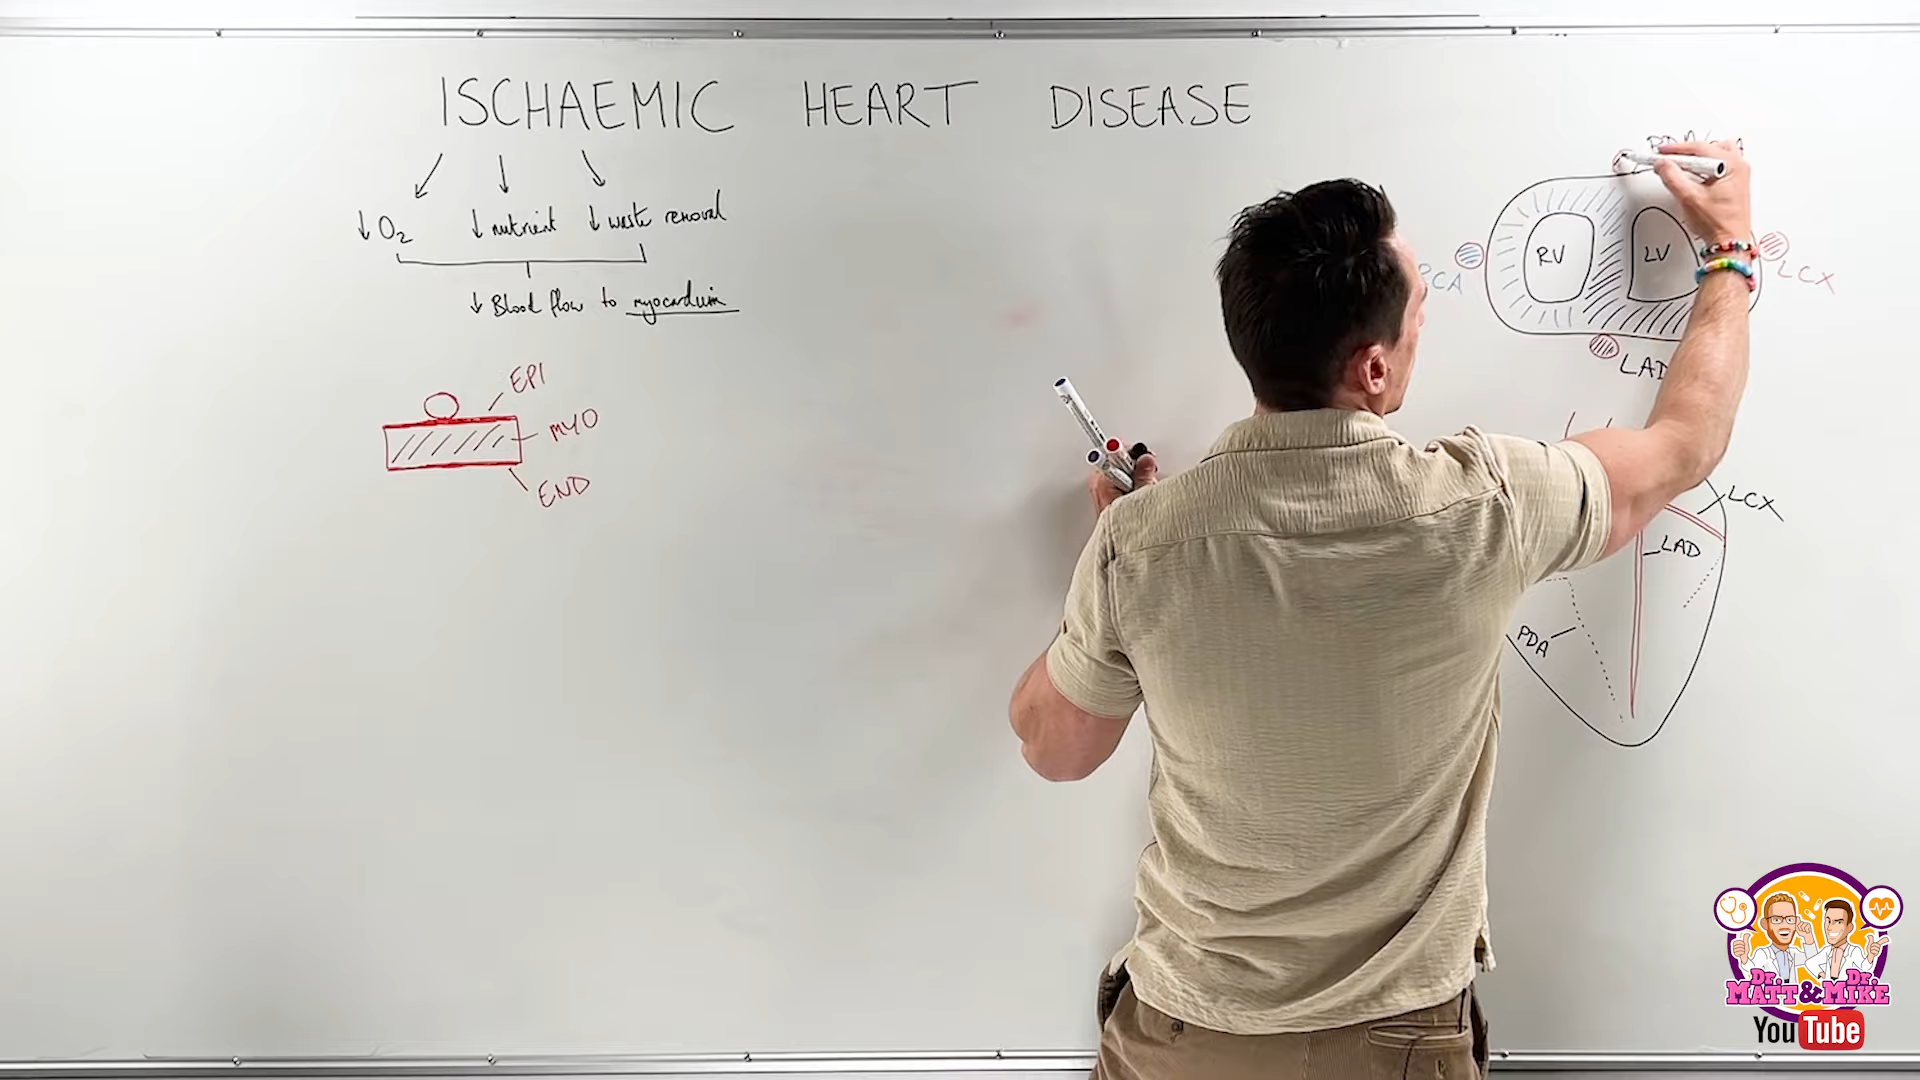 ISCHAEMIC HEART DISEASE
↓ O₂ ↓ nutrient ↓ waste removal
↓ Blood flow to myocardium
EPI
MYO
END
RV
LV
LCX
LAD
LCX
LAD
PDA
Dr. MATT & Dr. MIKE
YouTube